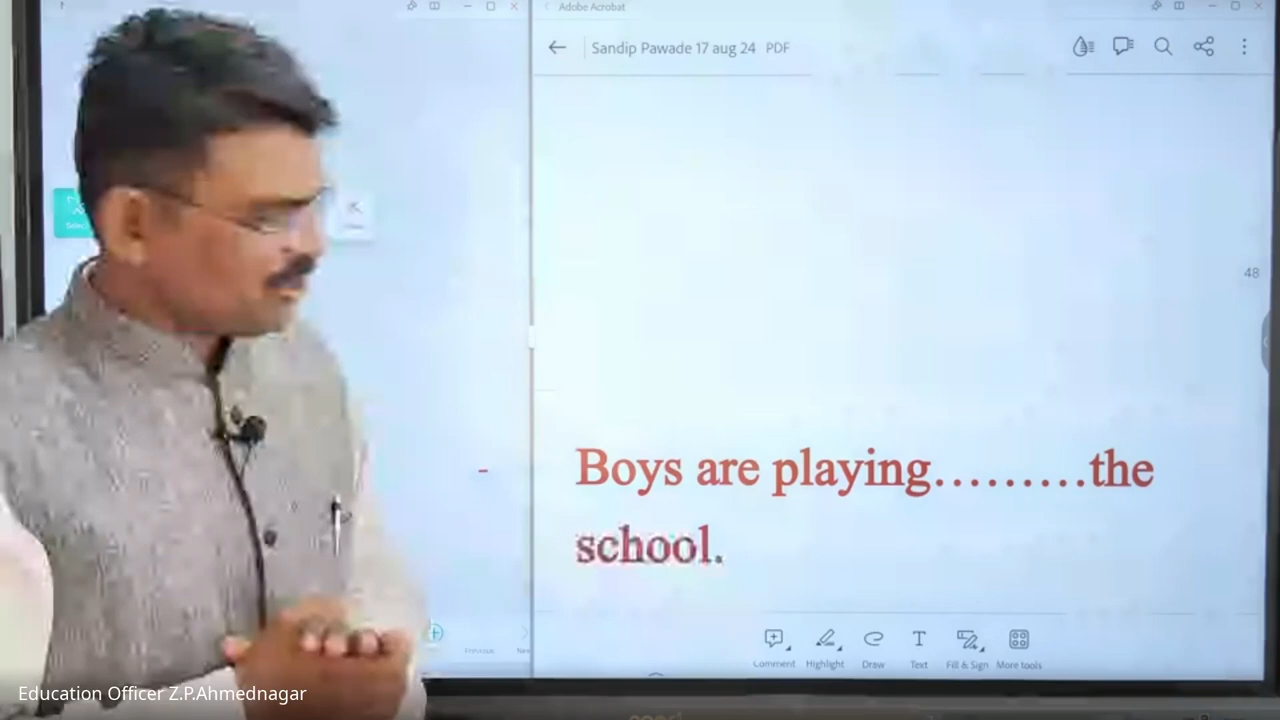 Adobe Acrobat
Sandip Pawade 17 aug 24 PDF
48
Boys are playing.........the
school.
Comment Highlight Draw Text Fill & Sign More tools
Previous
Education Officer Z.P.Ahmednagar